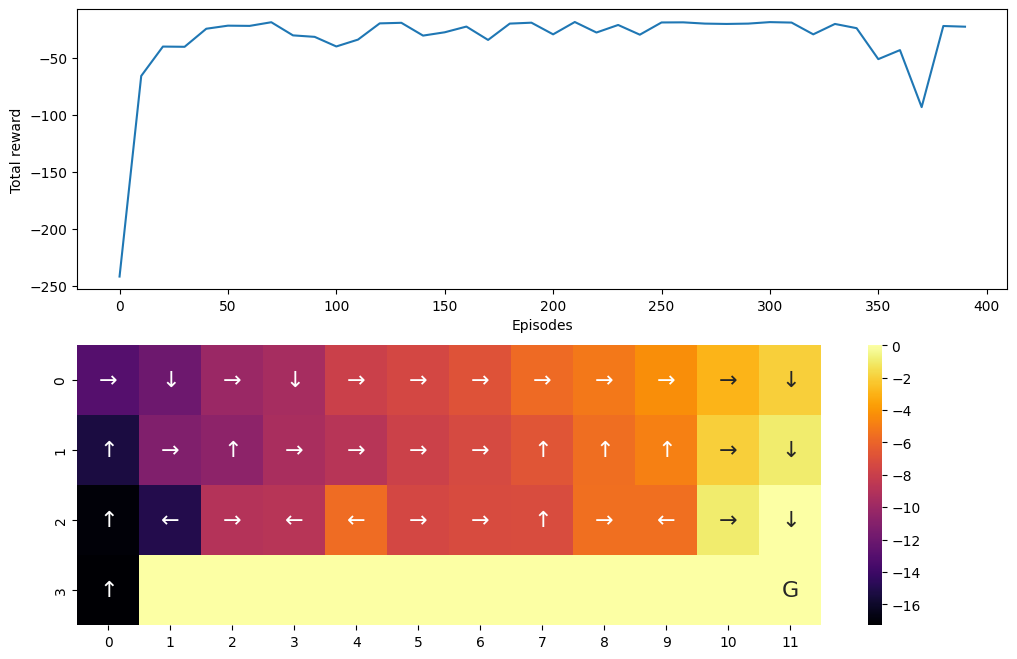 Total reward
−50
−100
−150
−200
−250
0 50 100 150 200 250 300 350 400
Episodes
0 → ↓ → ↓ → → → → → → → ↓
1 ↑ → ↑ → → → → ↑ ↑ ↑ → ↓
2 ↑ ← → ← ← → → ↑ → ← → ↓
3 ↑ G
0 1 2 3 4 5 6 7 8 9 10 11
0
−2
−4
−6
−8
−10
−12
−14
−16